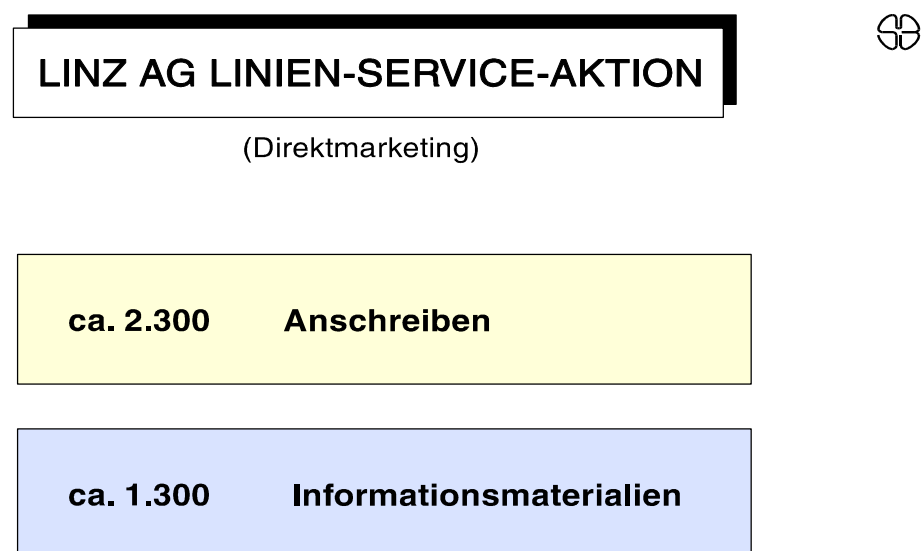 LINZ AG LINIEN-SERVICE-AKTION
(Direktmarketing)
ca. 2.300 Anschreiben
ca. 1.300 Informationsmaterialien